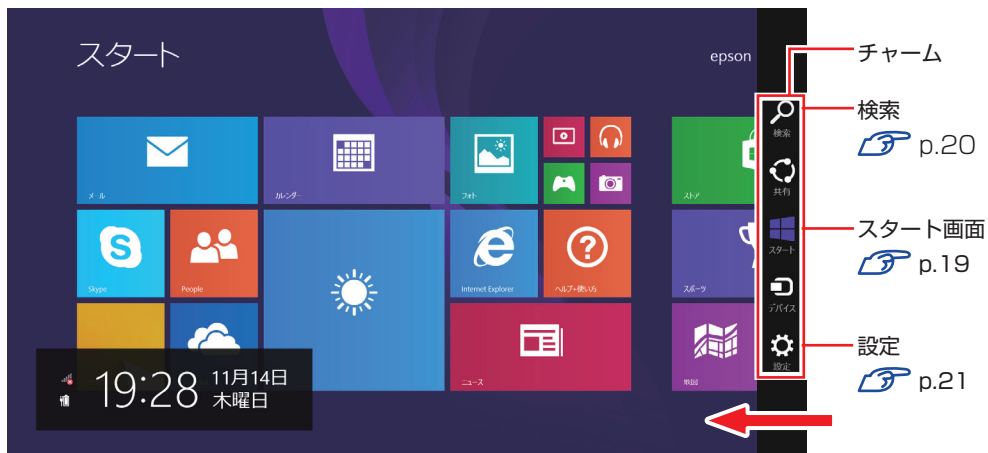 スタート
epson
チャーム
検索
p.20
検索
共有
メール
カレンダー
フォト
ストア
スタート画面
p.19
スタート
Skype
People
Internet Explorer
ヘルプ+使い方
スポーツ
デバイス
設定
p.21
設定
19:28
11月14日
木曜日
ニュース
地図